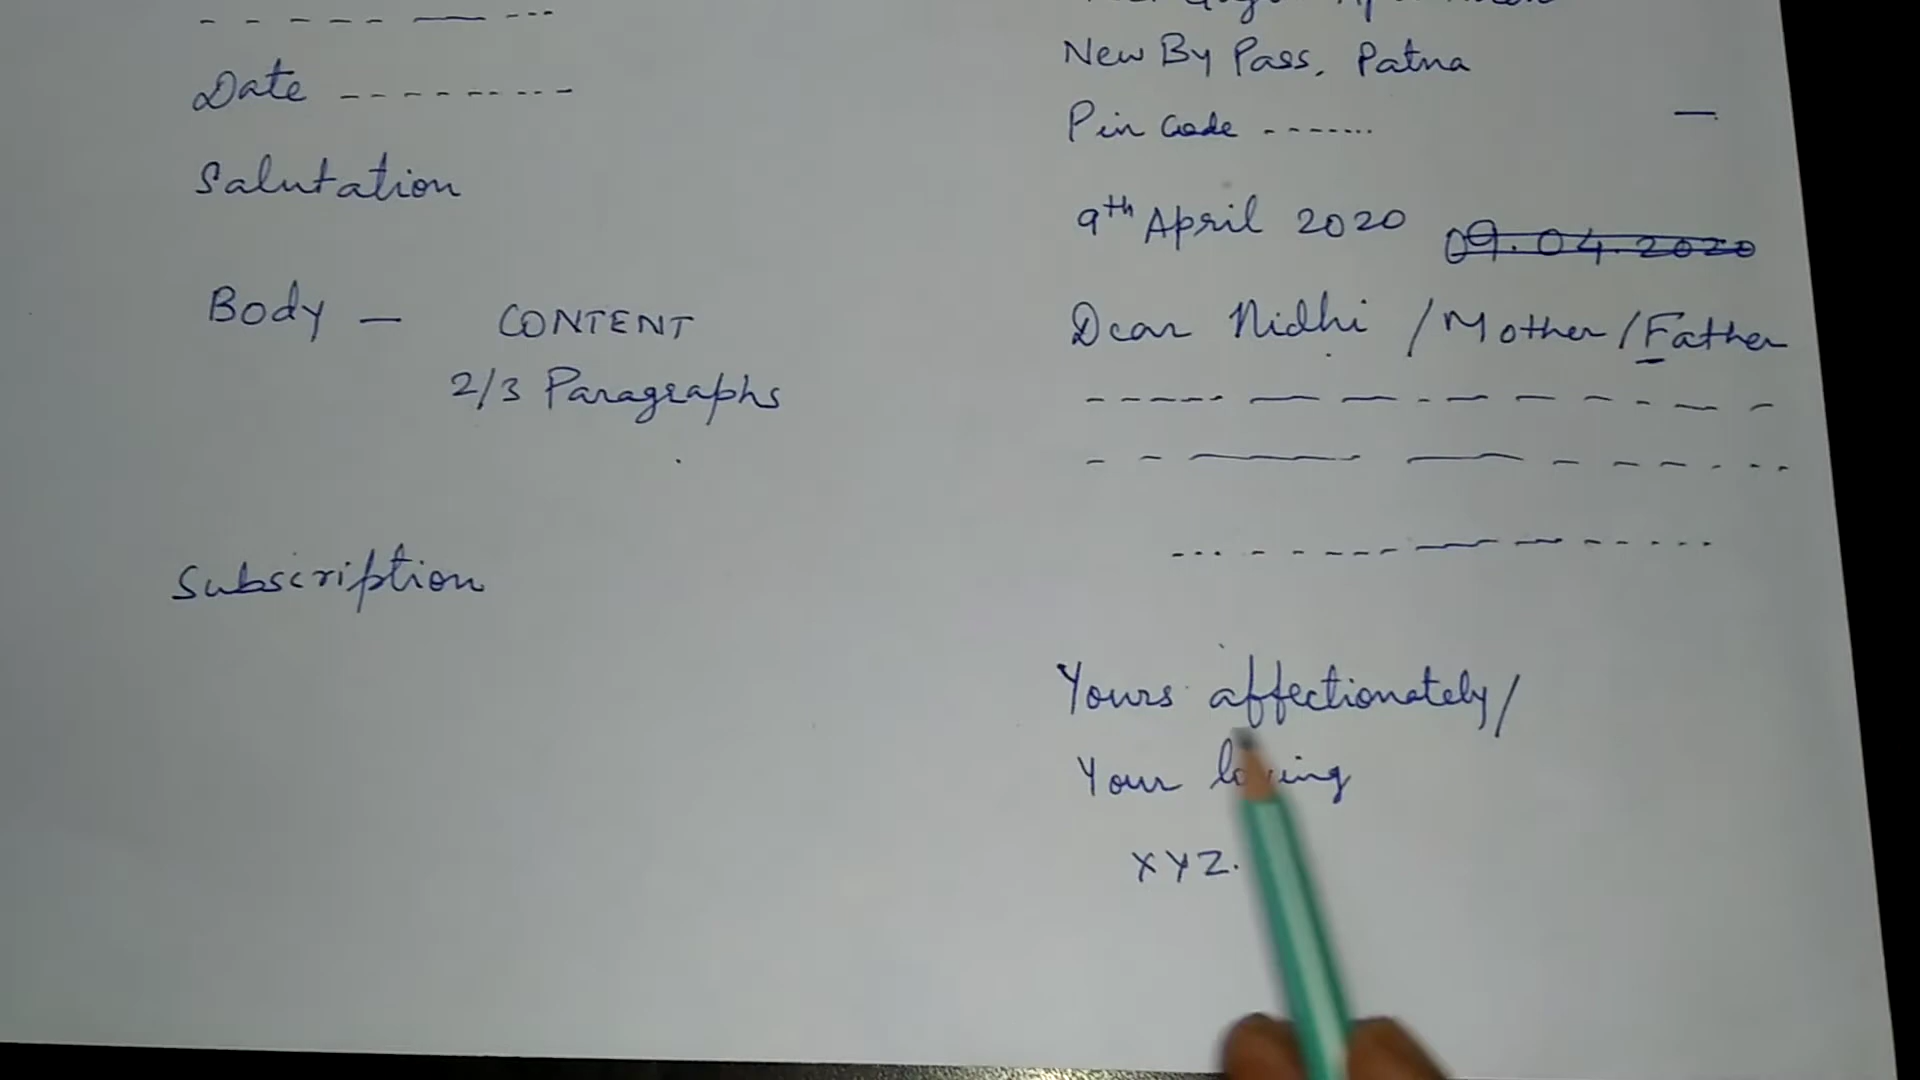 Date ---------
Salutation
Body - CONTENT
2/3 Paragraphs
Subscription
New By Pass, Patna
Pin Code -------
9th April 2020 09.04.2020
Dear Nidhi / Mother / Father
Yours affectionately /
Your loving
XYZ.